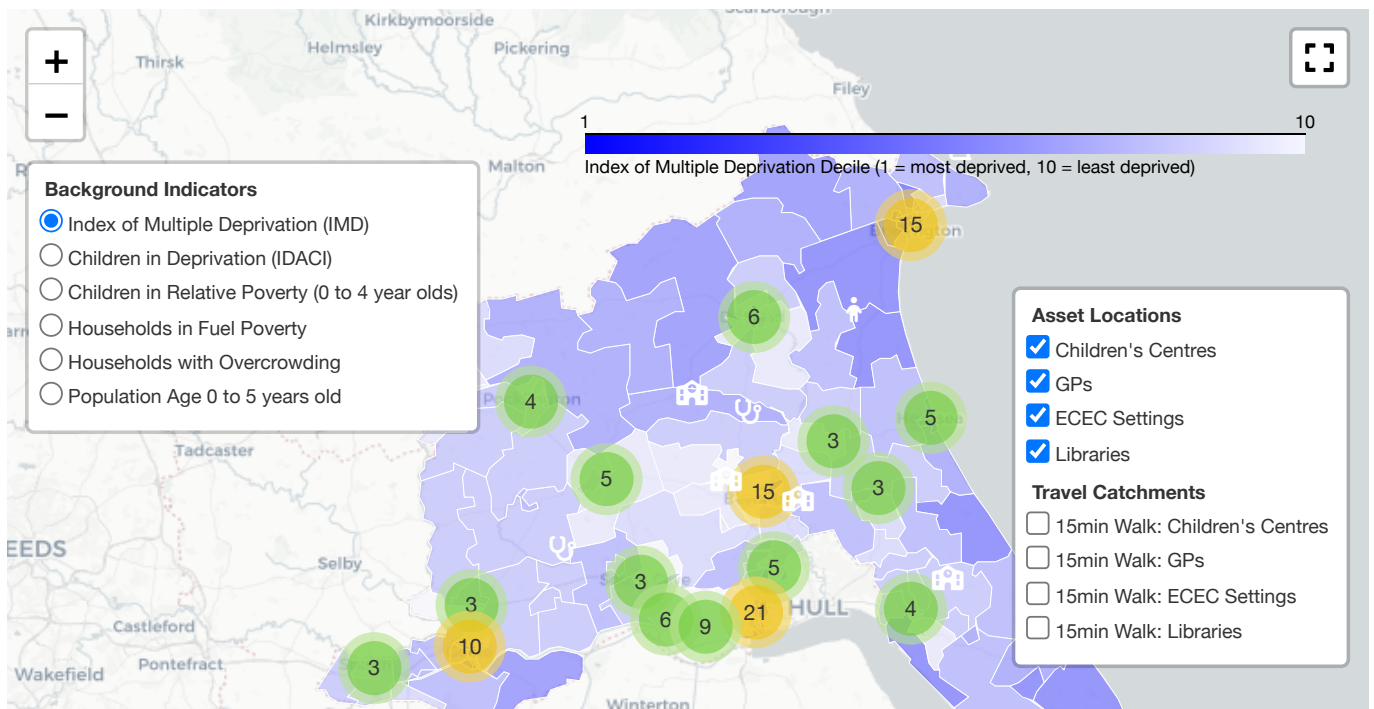 Scarborough
Kirkbymoorside
Helmsley
Pickering
Thirsk
Filey
+
−
1
10
Index of Multiple Deprivation Decile (1 = most deprived, 10 = least deprived)
Malton
Background Indicators
Index of Multiple Deprivation (IMD)
Children in Deprivation (IDACI)
Children in Relative Poverty (0 to 4 year olds)
Households in Fuel Poverty
Households with Overcrowding
Population Age 0 to 5 years old
15
6
Asset Locations
Children's Centres
GPs
ECEC Settings
Libraries
Travel Catchments
15min Walk: Children's Centres
15min Walk: GPs
15min Walk: ECEC Settings
15min Walk: Libraries
4
5
3
Tadcaster
5
15
3
EEDS
Selby
5
3
3
21
HULL
4
6
9
Castleford
10
3
Wakefield
Pontefract
Winterton